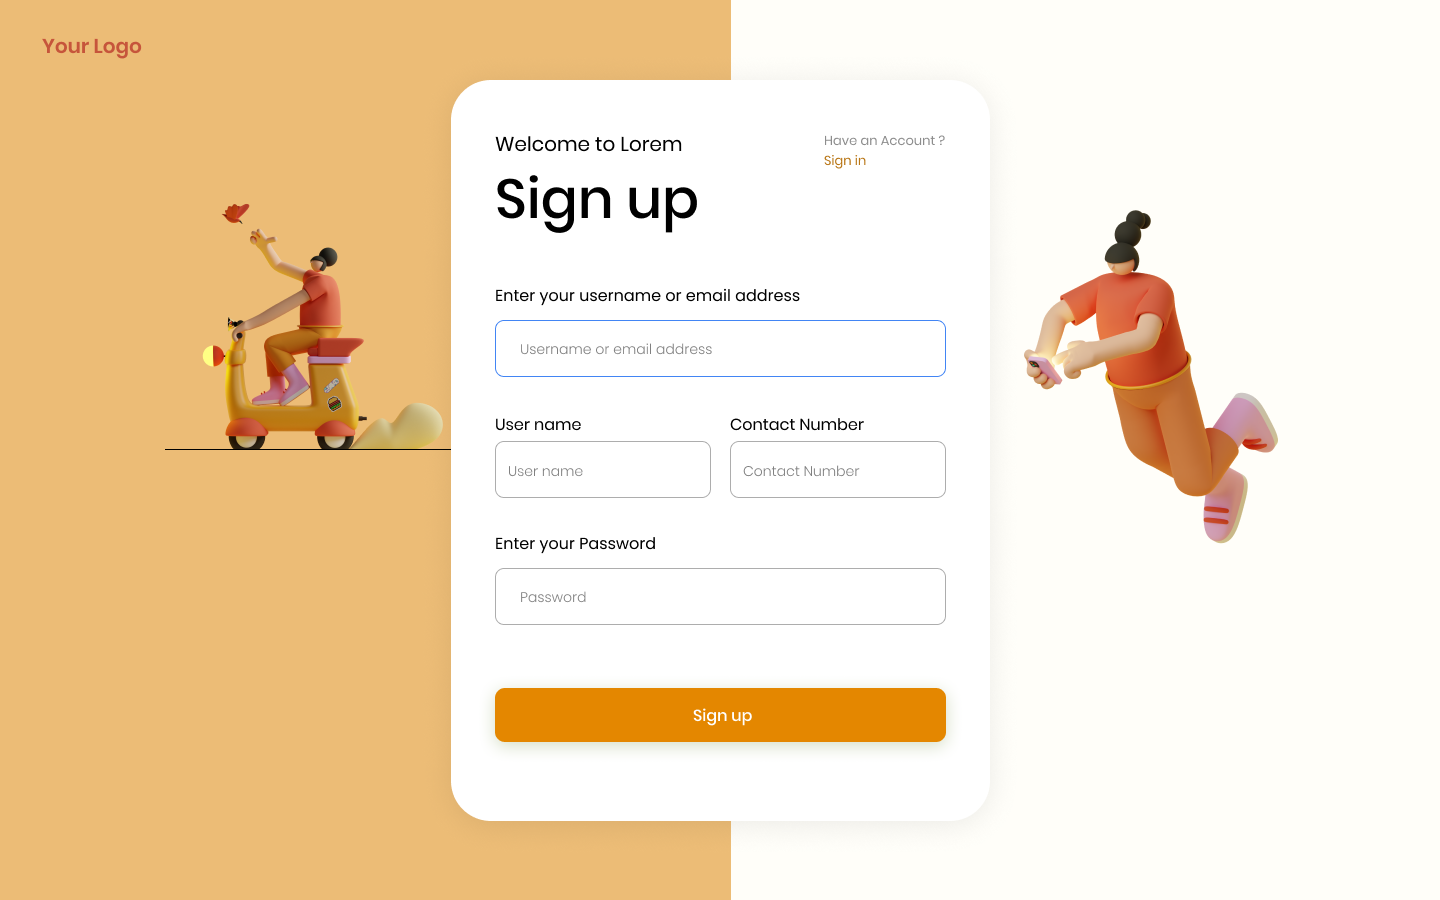 Your Logo
Welcome to Lorem
Have an Account ?
Sign in
Sign up
Enter your username or email address
Username or email address
User name
Contact Number
User name
Contact Number
Enter your Password
Password
Sign up